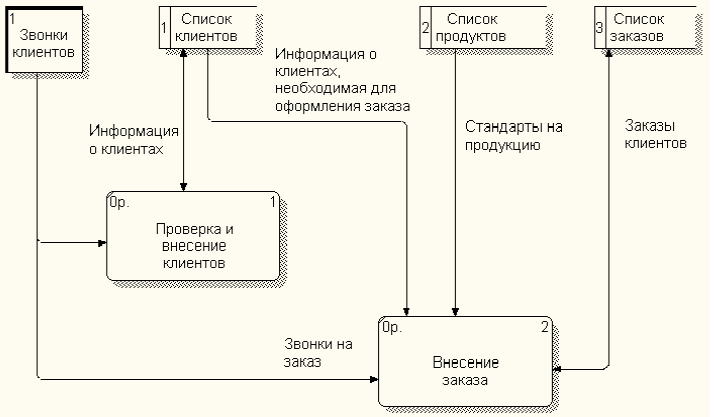 1
Звонки
клиентов
1
Список
клиентов
2
Список
продуктов
3
Список
заказов
Информация о
клиентах,
необходимая для
оформления заказа
Информация
о клиентах
Стандарты на
продукцию
Заказы
клиентов
0р.
1
Проверка и
внесение
клиентов
Звонки на
заказ
0р.
2
Внесение
заказа